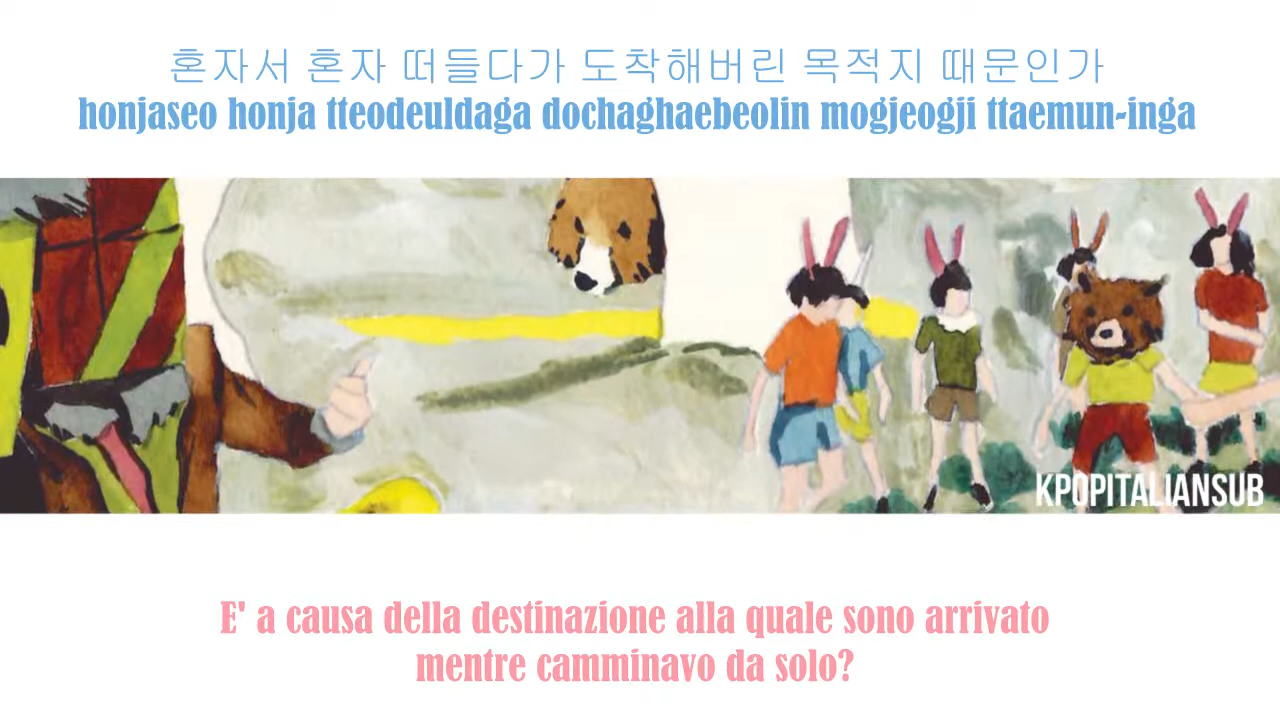 혼자서 혼자 떠들다가 도착해버린 목적지 때문인가
honjaseo honja tteodeuldaga dochaghaebeolin mogjeogji ttaemun-inga
KPOPITALIANSUB
E' a causa della destinazione alla quale sono arrivato
mentre camminavo da solo?